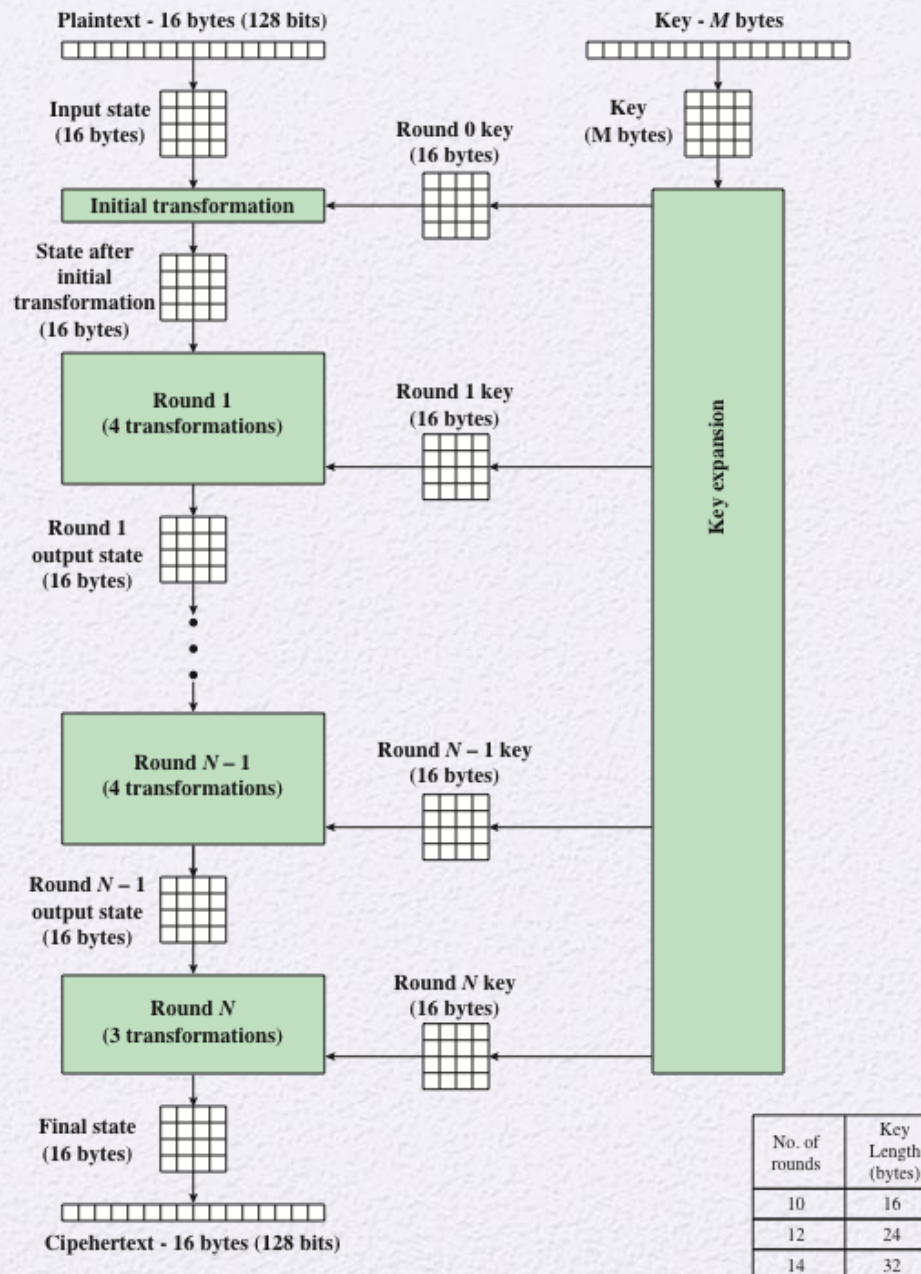 Plaintext - 16 bytes (128 bits)
Key - M bytes
Input state
(16 bytes)
Key
(M bytes)
Round 0 key
(16 bytes)
Initial transformation
State after
initial
transformation
(16 bytes)
Round 1
(4 transformations)
Round 1 key
(16 bytes)
Key expansion
Round 1
output state
(16 bytes)
Round N – 1
(4 transformations)
Round N – 1 key
(16 bytes)
Round N – 1
output state
(16 bytes)
Round N
(3 transformations)
Round N key
(16 bytes)
Final state
(16 bytes)
Cipehertext - 16 bytes (128 bits)
No. of
rounds
Key
Length
(bytes)
10 16
12 24
14 32